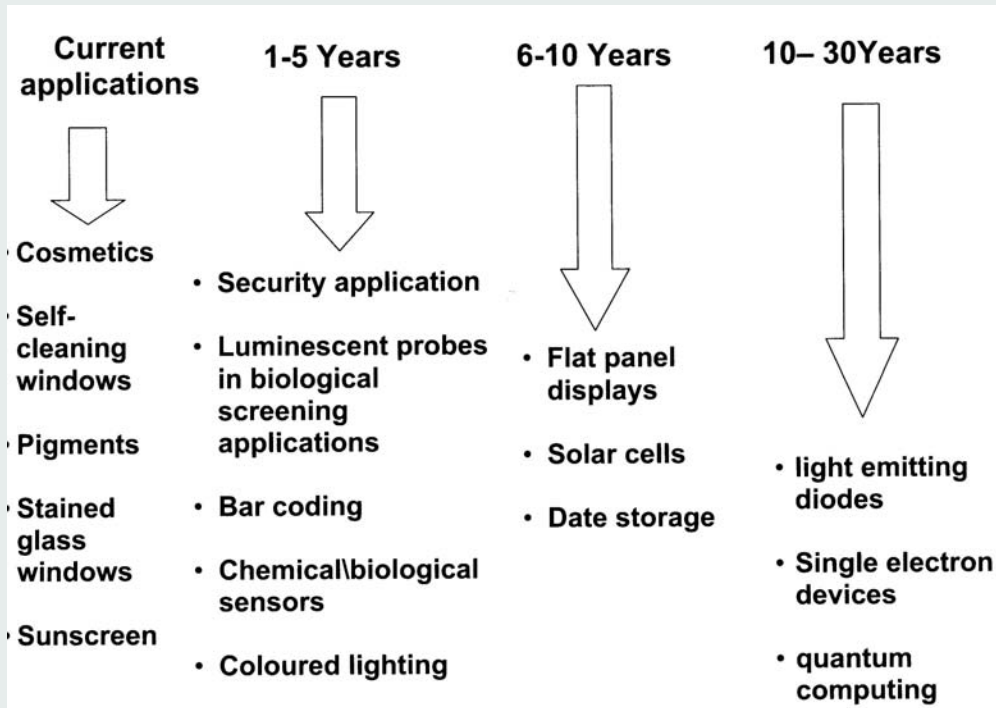 Current
applications
• Cosmetics
• Self-
cleaning
windows
• Pigments
• Stained
glass
windows
• Sunscreen
1-5 Years
• Security application
• Luminescent probes
in biological
screening
applications
• Bar coding
• Chemical\biological
sensors
• Coloured lighting
6-10 Years
• Flat panel
displays
• Solar cells
• Date storage
10– 30Years
• light emitting
diodes
• Single electron
devices
• quantum
computing